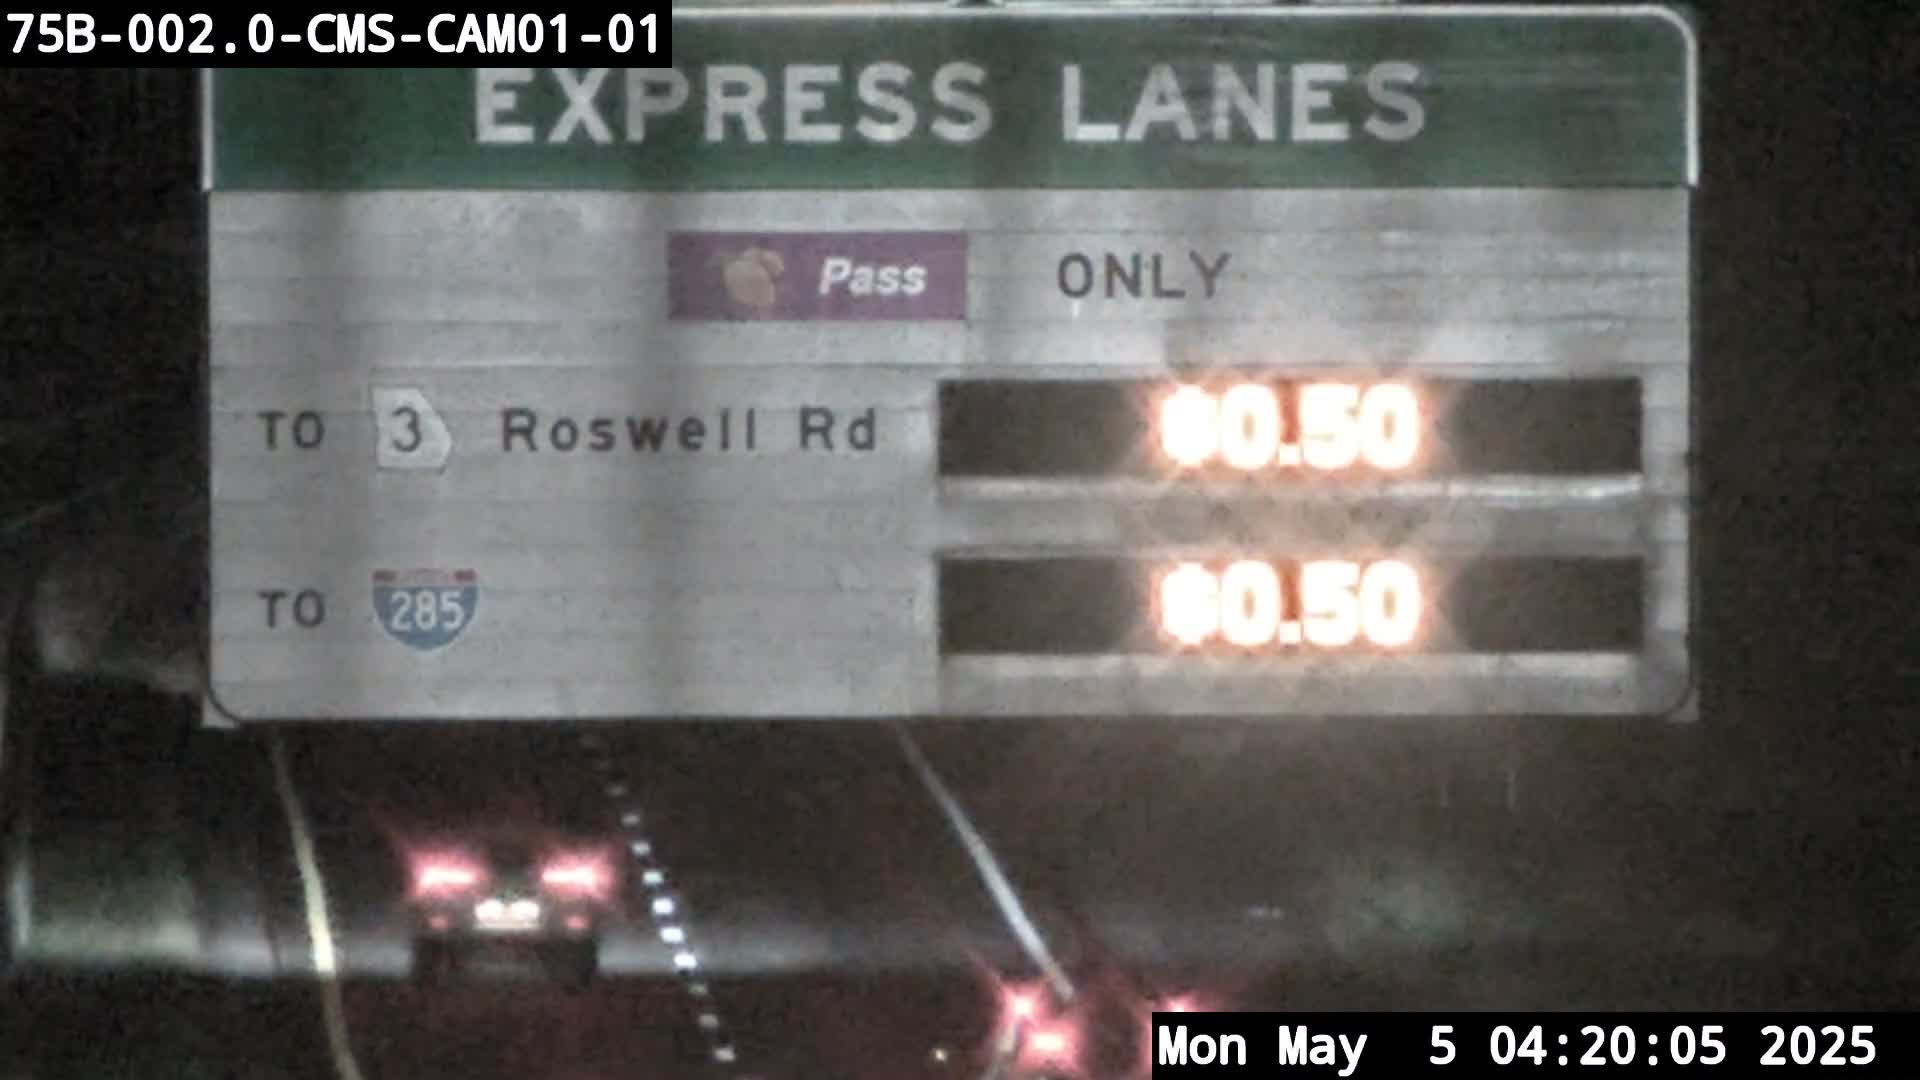 75B-002.0-CMS-CAM01-01
EXPRESS LANES
Pass ONLY
TO 3 Roswell Rd $0.50
TO 285 $0.50
Mon May 5 04:20:05 2025